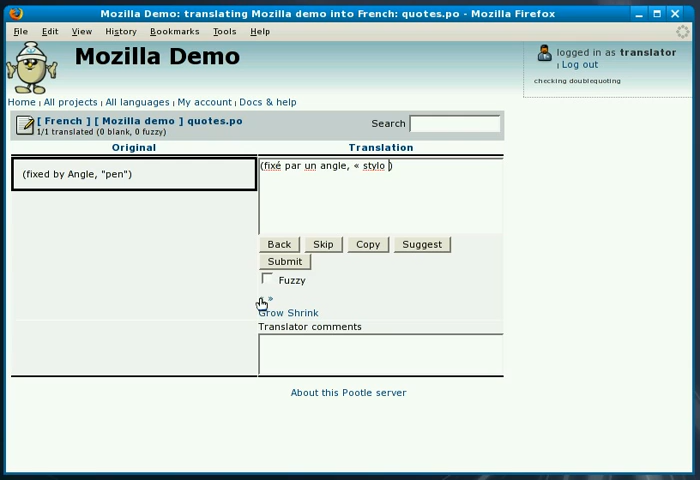 Mozilla Demo: translating Mozilla demo into French: quotes.po - Mozilla Firefox
File Edit View History Bookmarks Tools Help
Mozilla Demo
logged in as translator
Log out
checking doublequoting
Home All projects All languages My account Docs & help
[ French ] [ Mozilla demo ] quotes.po
1/1 translated (0 blank, 0 fuzzy)
Search
Original Translation
(fixed by Angle, "pen")
(fixé par un angle, « stylo )
Back Skip Copy Suggest
Submit
Fuzzy
»
Grow Shrink
Translator comments
About this Pootle server